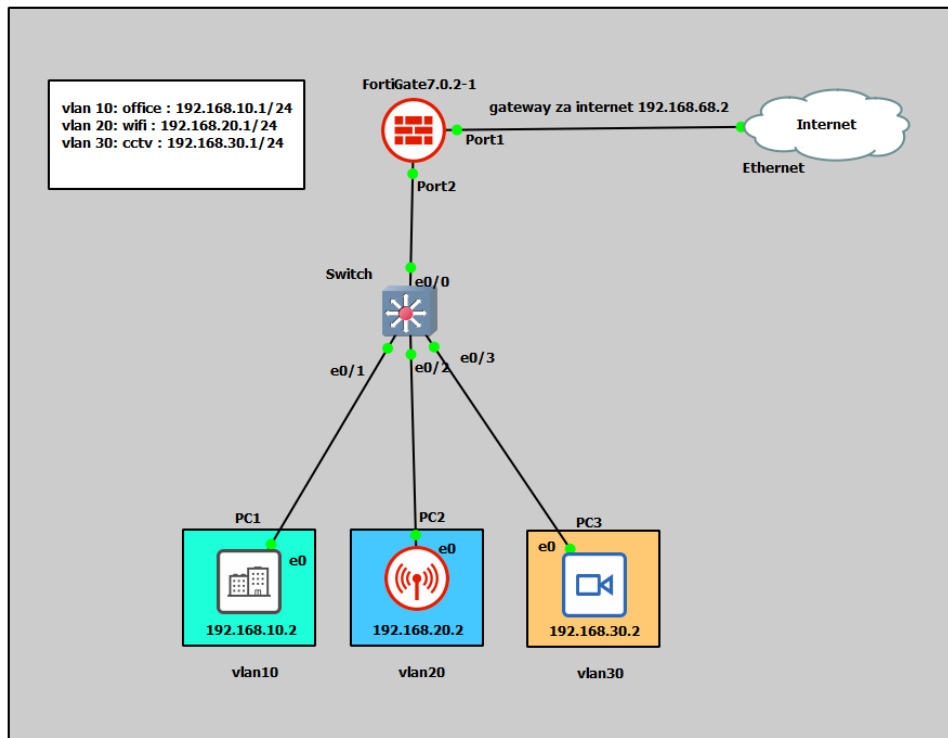 FortiGate7.0.2-1
vlan 10: office : 192.168.10.1/24
vlan 20: wifi : 192.168.20.1/24
vlan 30: cctv : 192.168.30.1/24
gateway za internet 192.168.68.2
Internet
Port1
Ethernet
Port2
Switch
e0/0
e0/1
e0/2
e0/3
PC1
PC2
PC3
e0
e0
e0
192.168.10.2
192.168.20.2
192.168.30.2
vlan10
vlan20
vlan30